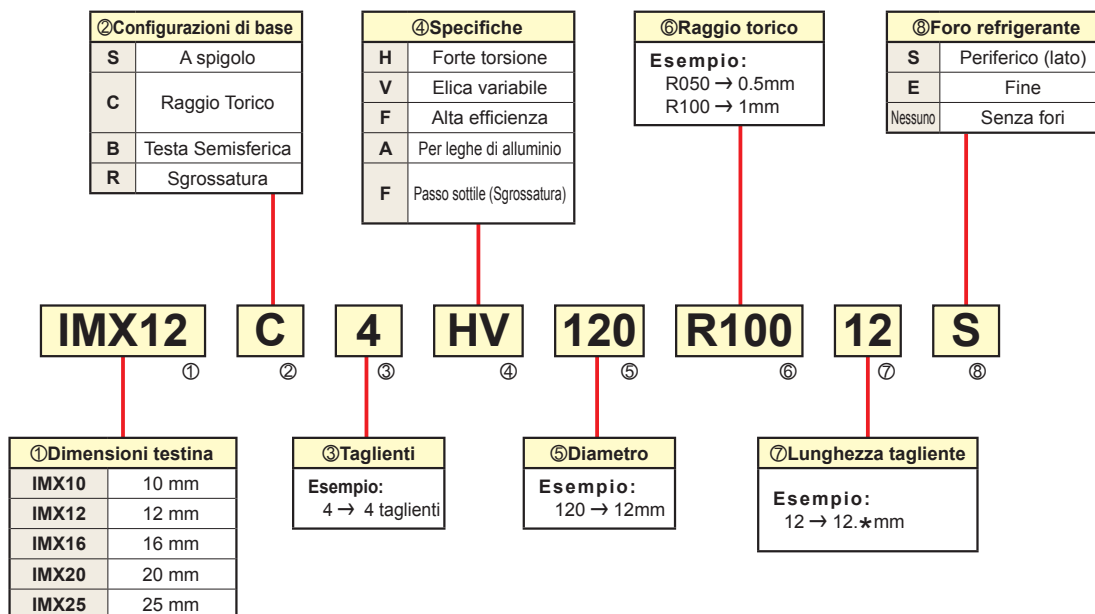 ②Configurazioni di base
S A spigolo
C Raggio Torico
B Testa Semisferica
R Sgrossatura
④Specifiche
H Forte torsione
V Elica variabile
F Alta efficienza
A Per leghe di alluminio
F Passo sottile (Sgrossatura)
⑥Raggio torico
Esempio:
R050 → 0.5mm
R100 → 1mm
⑧Foro refrigerante
S Periferico (lato)
E Fine
Nessuno Senza fori
IMX12 C 4 HV 120 R100 12 S
① ② ③ ④ ⑤ ⑥ ⑦ ⑧
①Dimensioni testina
IMX10 10 mm
IMX12 12 mm
IMX16 16 mm
IMX20 20 mm
IMX25 25 mm
③Taglienti
Esempio:
4 → 4 taglienti
⑤Diametro
Esempio:
120 → 12mm
⑦Lunghezza tagliente
Esempio:
12 → 12.★mm